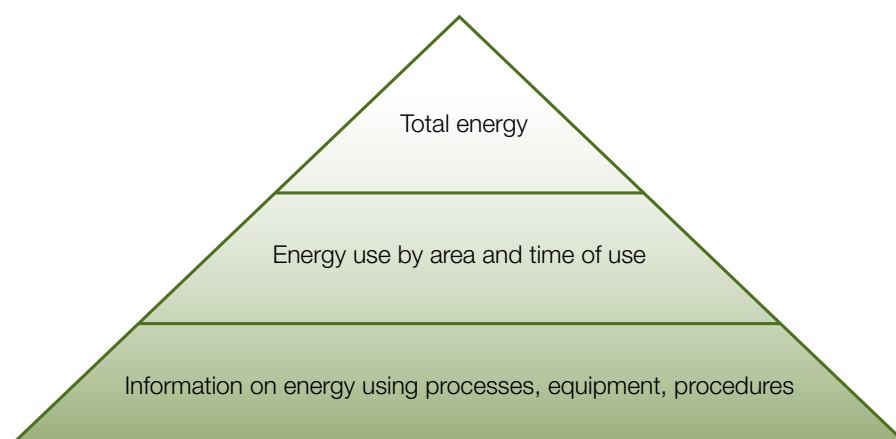 Total energy
Energy use by area and time of use
Information on energy using processes, equipment, procedures